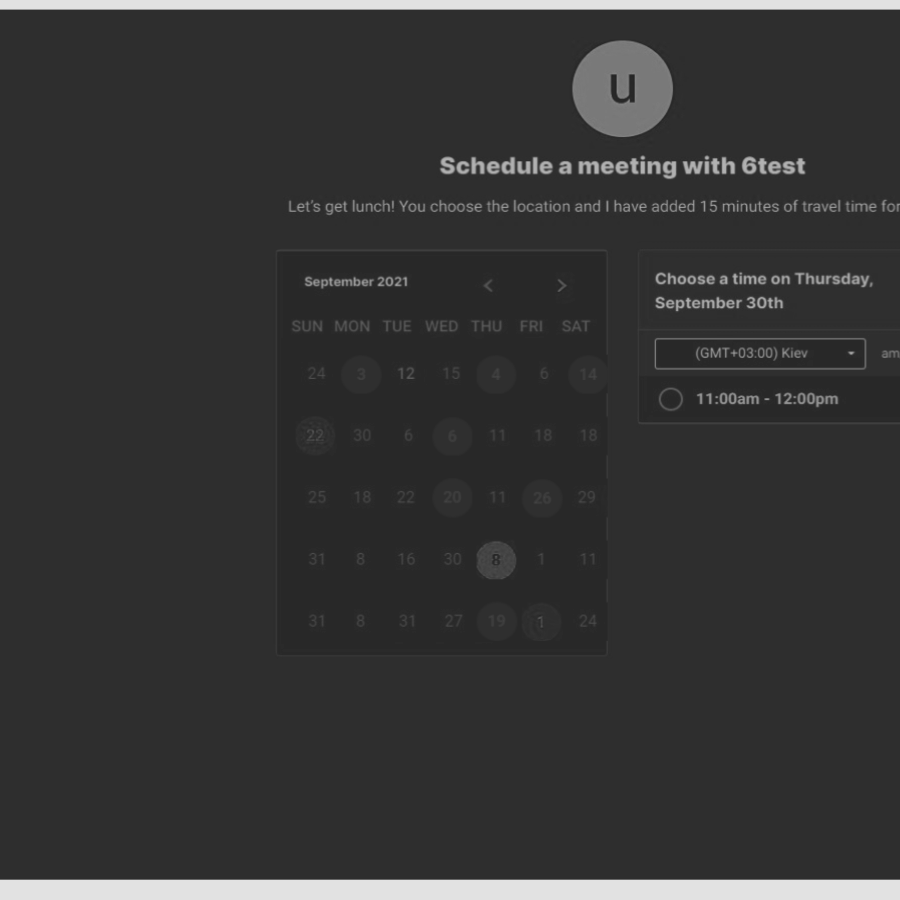 u
Schedule a meeting with 6test
Let's get lunch! You choose the location and I have added 15 minutes of travel time for
September 2021
SUN MON TUE WED THU FRI SAT
24 3 12 15 4 6 14
22 30 6 6 11 18 18
25 18 22 20 11 26 29
31 8 16 30 8 1 11
31 8 31 27 19 1 24
Choose a time on Thursday,
September 30th
(GMT+03:00) Kiev am
11:00am - 12:00pm